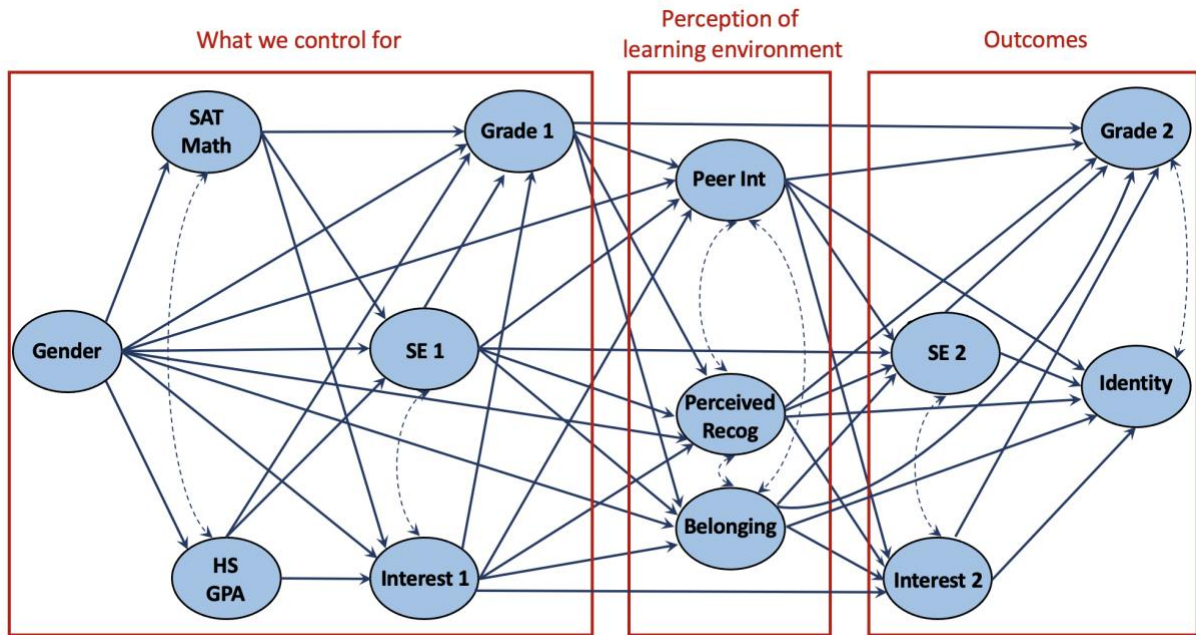 What we control for
Perception of
learning environment
Outcomes
SAT
Math
Grade 1
Peer Int
Grade 2
Gender
SE 1
SE 2
Perceived
Recog
Identity
Belonging
HS
GPA
Interest 1
Interest 2